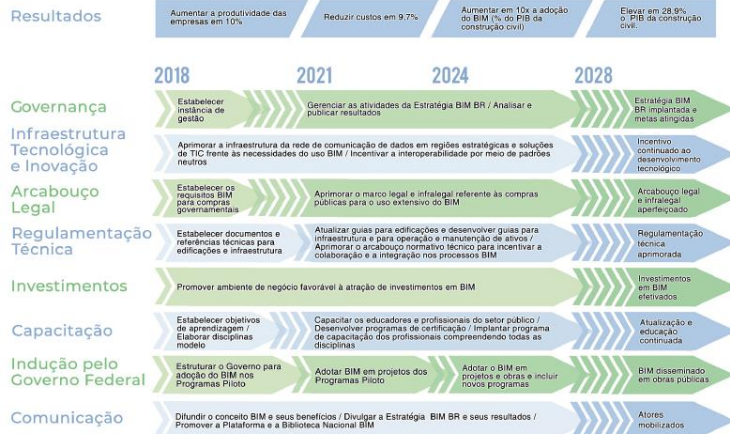 Resultados
Aumentar a produtividade das
empresas em 10%
Reduzir custos em 9.7%
Aumentar em 10x a adoção
do BIM (% do PIB da
construção civil)
Elevar em 28,9%
o PIB da construção
civil.
2018
2021
2024
2028
Governança
Estabelecer
instância de
gestão
Gerenciar as atividades da Estratégia BIM BR / Analisar e
publicar resultados
Estratégia BIM
BR implantada e
metas atingidas
Infraestrutura
Tecnológica
e Inovação
Aprimorar a infraestrutura da rede de comunicação de dados em regiões estratégicas e soluções
de TIC frente às necesidades do uso BIM / Incentivar a interoperabilidade por meio de padrões
neutros
Incentivo
continuado ao
desenvolvimento
tecnológico
Arcabouço
Legal
Estabelecer os
requisitos BIM
para compras
governamentais
Aprimorar o marco legal e infralegal referente às compras
públicas para o uso extensivo do BIM
Arcabouço legal
e infralegal
aperfeiçoado
Regulamentação
Técnica
Estabelecer documentos e
referências técnicas para
edificações e infraestrutura
Atualizar guias para edificações e desenvolver guias para
infraestrutura e para operação e manutenção de ativos /
Aprimorar o arcabouço normativo técnico para incentivar a
colaboração e a integração nos processos BIM
Regulamentação
técnica
aprimorada
Investimentos
Promover ambiente de negócio favorável à atração de investimentos em BIM
Investimentos
em BIM
efetivados
Capacitação
Estabelecer objetivos
de aprendizagem /
Elaborar disciplinas
modelo
Capacitar os educadores e profissionais do setor público /
Desenvolver programas de certificação / Implantar programa
de capacitação dos profissionais compreendendo todas as
disciplinas
Atualização e
educação
continuada
Indução pelo
Governo Federal
Estruturar o Governo para
adoção do BIM nos
Programas Piloto
Adotar BIM em projetos dos
Programas Piloto
Adotar o BIM em
projetos e obras e incluir
novos programas
BIM disseminado
em obras públicas
Comunicação
Difundir o conceito BIM e seus benefícios / Divulgar a Estratégia BIM BR e seus resultados /
Promover a Plataforma e a Biblioteca Nacional BIM
Atores
mobilizados